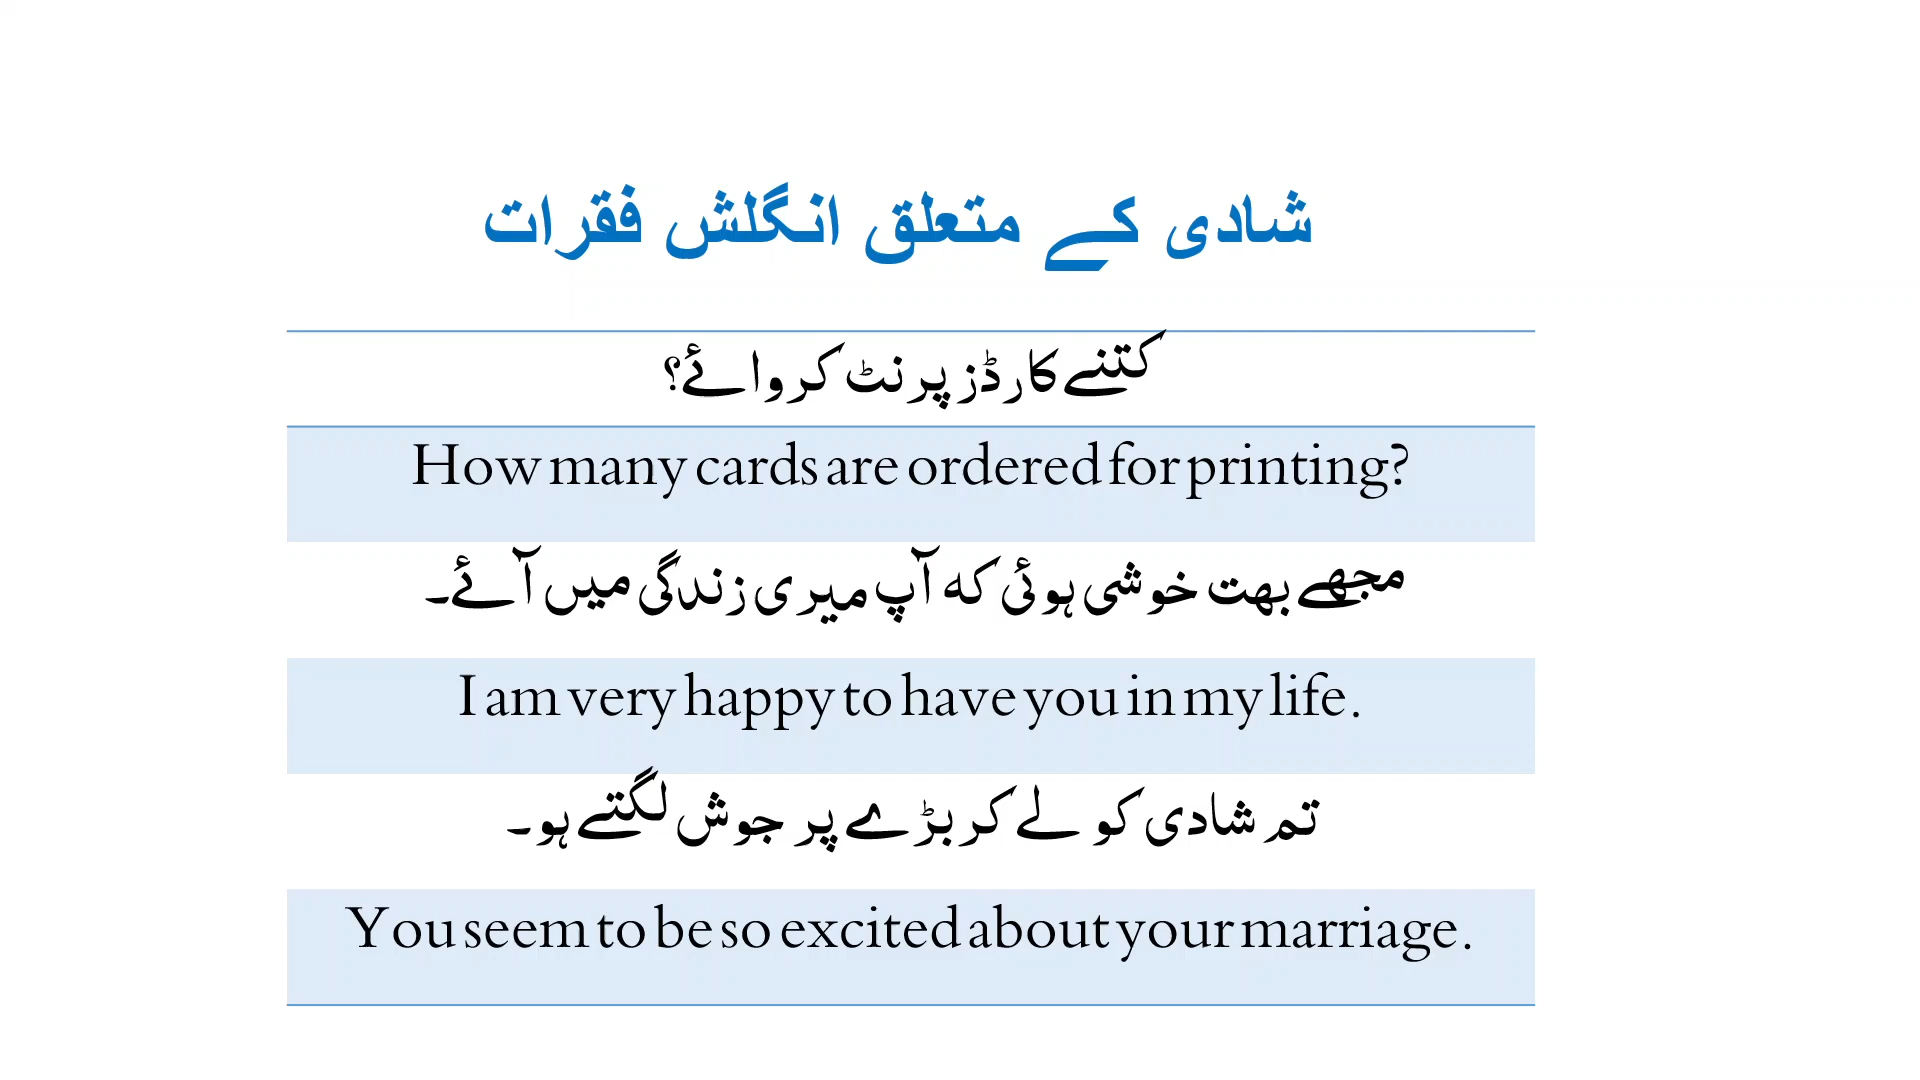 شادی کے متعلق انگلش فقرات
کتنے کارڈز پرنٹ کروائے؟
How many cards are ordered for printing?
مجھے بہت خوشی ہوئی کہ آپ میری زندگی میں آئے۔
I am very happy to have you in my life.
تم شادی کو لے کر بڑے پر جوش لگتے ہو۔
You seem to be so excited about your marriage.